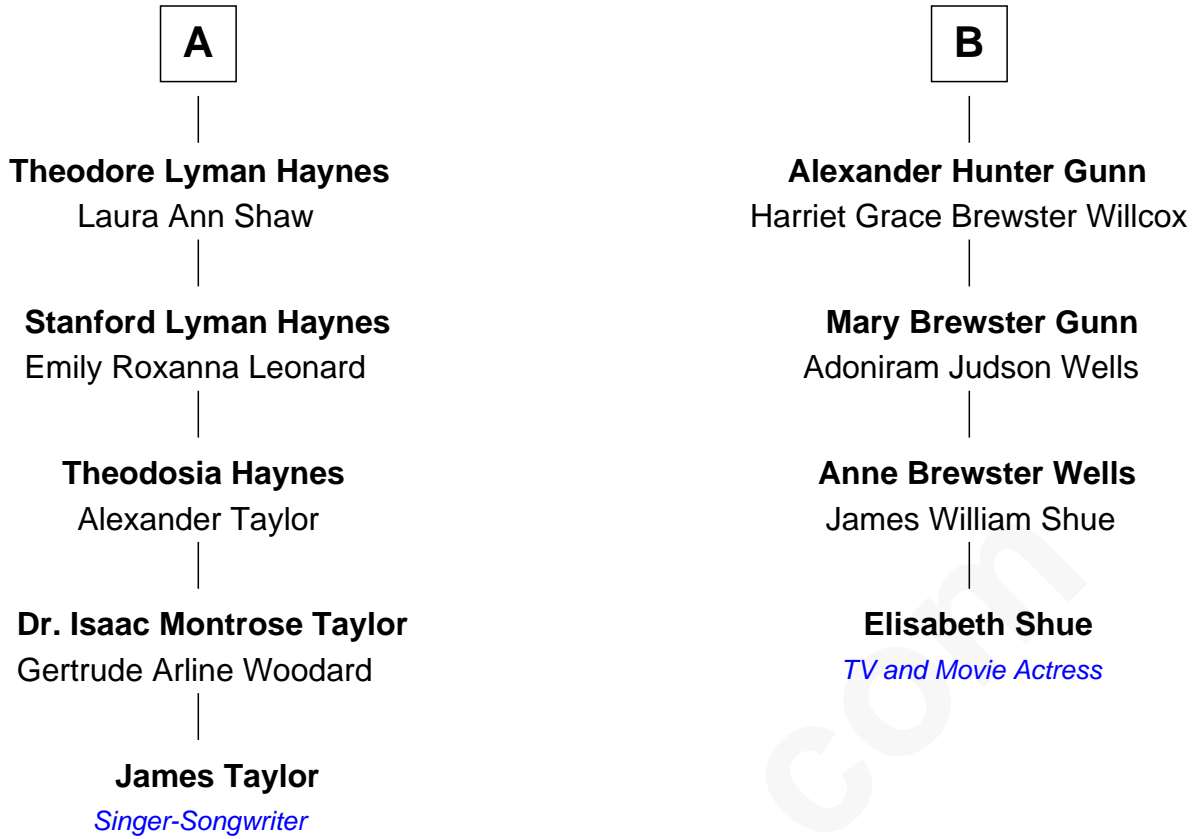 A
Theodore Lyman Haynes
Laura Ann Shaw
Stanford Lyman Haynes
Emily Roxanna Leonard
Theodosia Haynes
Alexander Taylor
Dr. Isaac Montrose Taylor
Gertrude Arline Woodard
James Taylor
Singer-Songwriter
B
Alexander Hunter Gunn
Harriet Grace Brewster Willcox
Mary Brewster Gunn
Adoniram Judson Wells
Anne Brewster Wells
James William Shue
Elisabeth Shue
TV and Movie Actress
com